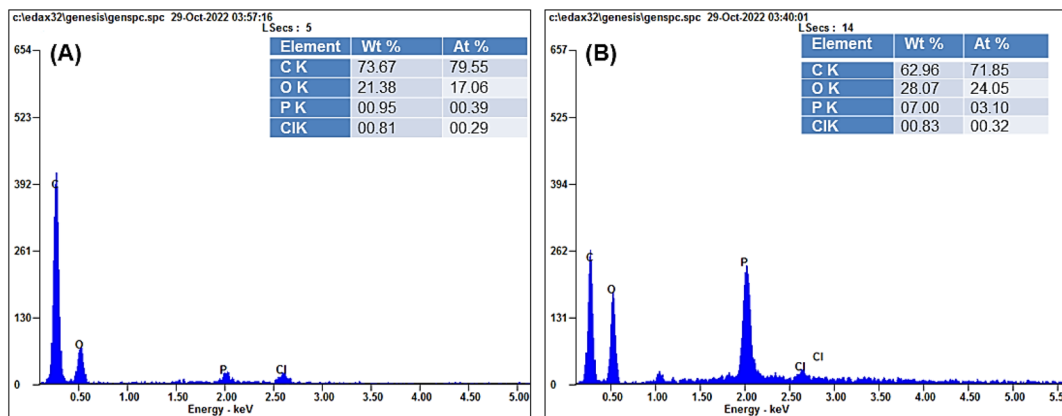 c:\edax32\genesis\genspc.spc 29-Oct-2022 03:57:16
LSecs : 5
(A)
Element Wt % At %
C K 73.67 79.55
O K 21.38 17.06
P K 00.95 00.39
ClK 00.81 00.29
654
523
392
261
130
0
C
O
P
Cl
0.50 1.00 1.50 2.00 2.50 3.00 3.50 4.00 4.50 5.00
Energy - keV
c:\edax32\genesis\genspc.spc 29-Oct-2022 03:40:01
LSecs : 14
(B)
Element Wt % At %
C K 62.96 71.85
O K 28.07 24.05
P K 07.00 03.10
ClK 00.83 00.32
657
525
394
262
131
0
C
O
P
Cl
Cl
0.50 1.00 1.50 2.00 2.50 3.00 3.50 4.00 4.50 5.00 5.5
Energy - keV